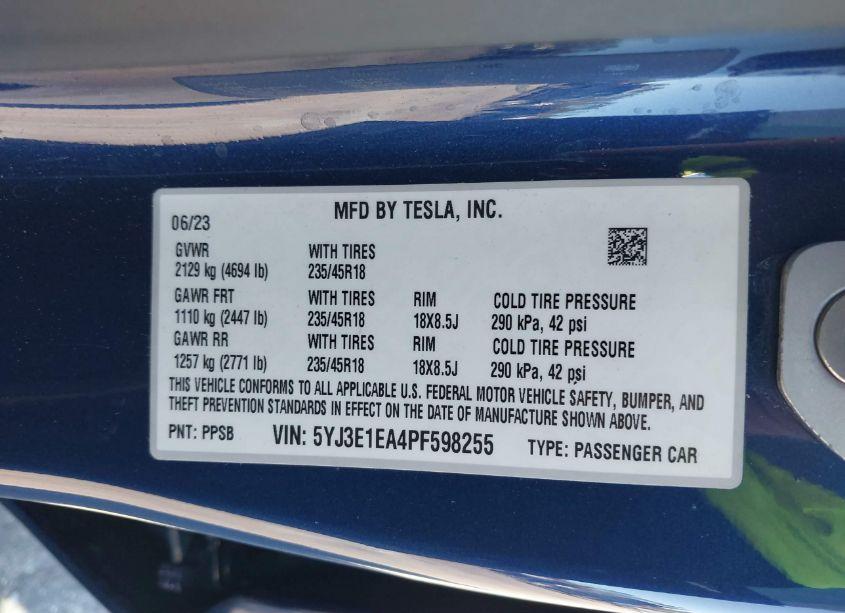 MFD BY TESLA, INC.
06/23
GVWR WITH TIRES
2129 kg (4694 lb) 235/45R18
GAWR FRT WITH TIRES RIM COLD TIRE PRESSURE
1110 kg (2447 lb) 235/45R18 18X8.5J 290 kPa, 42 psi
GAWR RR WITH TIRES RIM COLD TIRE PRESSURE
1257 kg (2771 lb) 235/45R18 18X8.5J 290 kPa, 42 psi
THIS VEHICLE CONFORMS TO ALL APPLICABLE U.S. FEDERAL MOTOR VEHICLE SAFETY, BUMPER, AND
THEFT PREVENTION STANDARDS IN EFFECT ON THE DATE OF MANUFACTURE SHOWN ABOVE.
PNT: PPSB VIN: 5YJ3E1EA4PF598255 TYPE: PASSENGER CAR